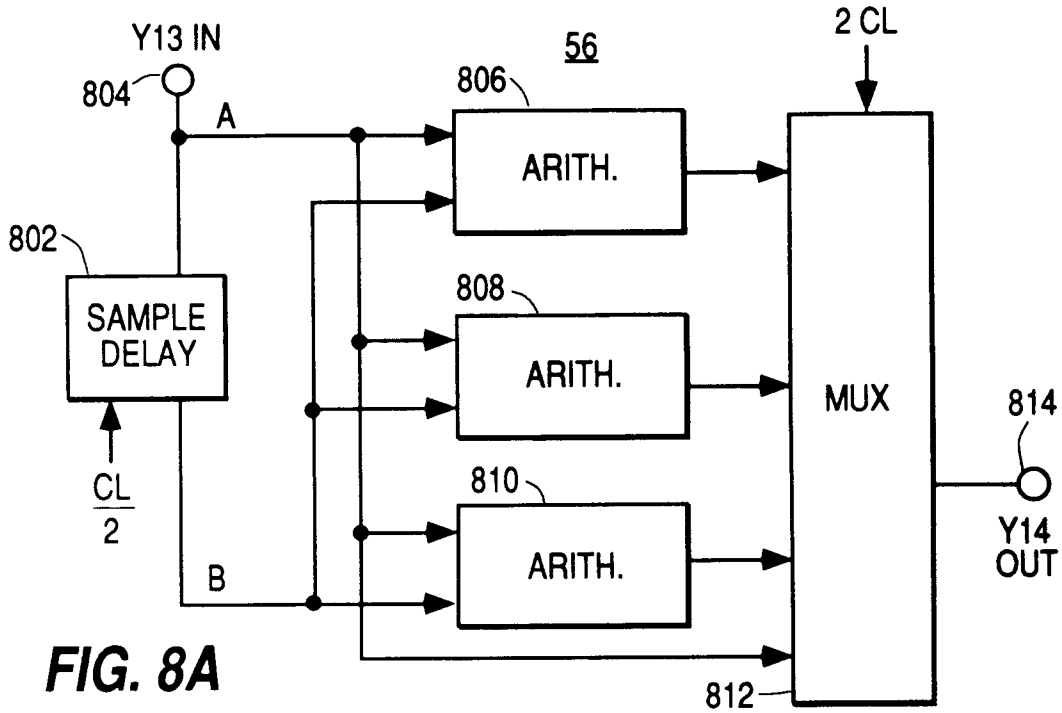 Y13 IN
804
A
56
2 CL
806
ARITH.
802
SAMPLE
DELAY
808
ARITH.
MUX
814
CL
2
810
ARITH.
Y14
OUT
B
812
FIG. 8A